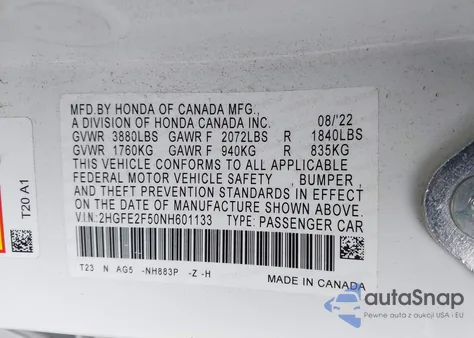 MFD.BY HONDA OF CANADA MFG.,
A DIVISION OF HONDA CANADA INC. 08/'22
GVWR 3880LBS GAWR F 2072LBS R 1840LBS
GVWR 1760KG GAWR F 940KG R 835KG
THIS VEHICLE CONFORMS TO ALL APPLICABLE
FEDERAL MOTOR VEHICLE SAFETY , BUMPER ,
AND THEFT PREVENTION STANDARDS IN EFFECT
ON THE DATE OF MANUFACTURE SHOWN ABOVE.
V.I.N:2HGFE2F50NH601133 TYPE: PASSENGER CAR
T23 N AG5 -NH883P -Z -H
MADE IN CANADA
T20 A1
autoSnap
Pewne auta z USA i EU